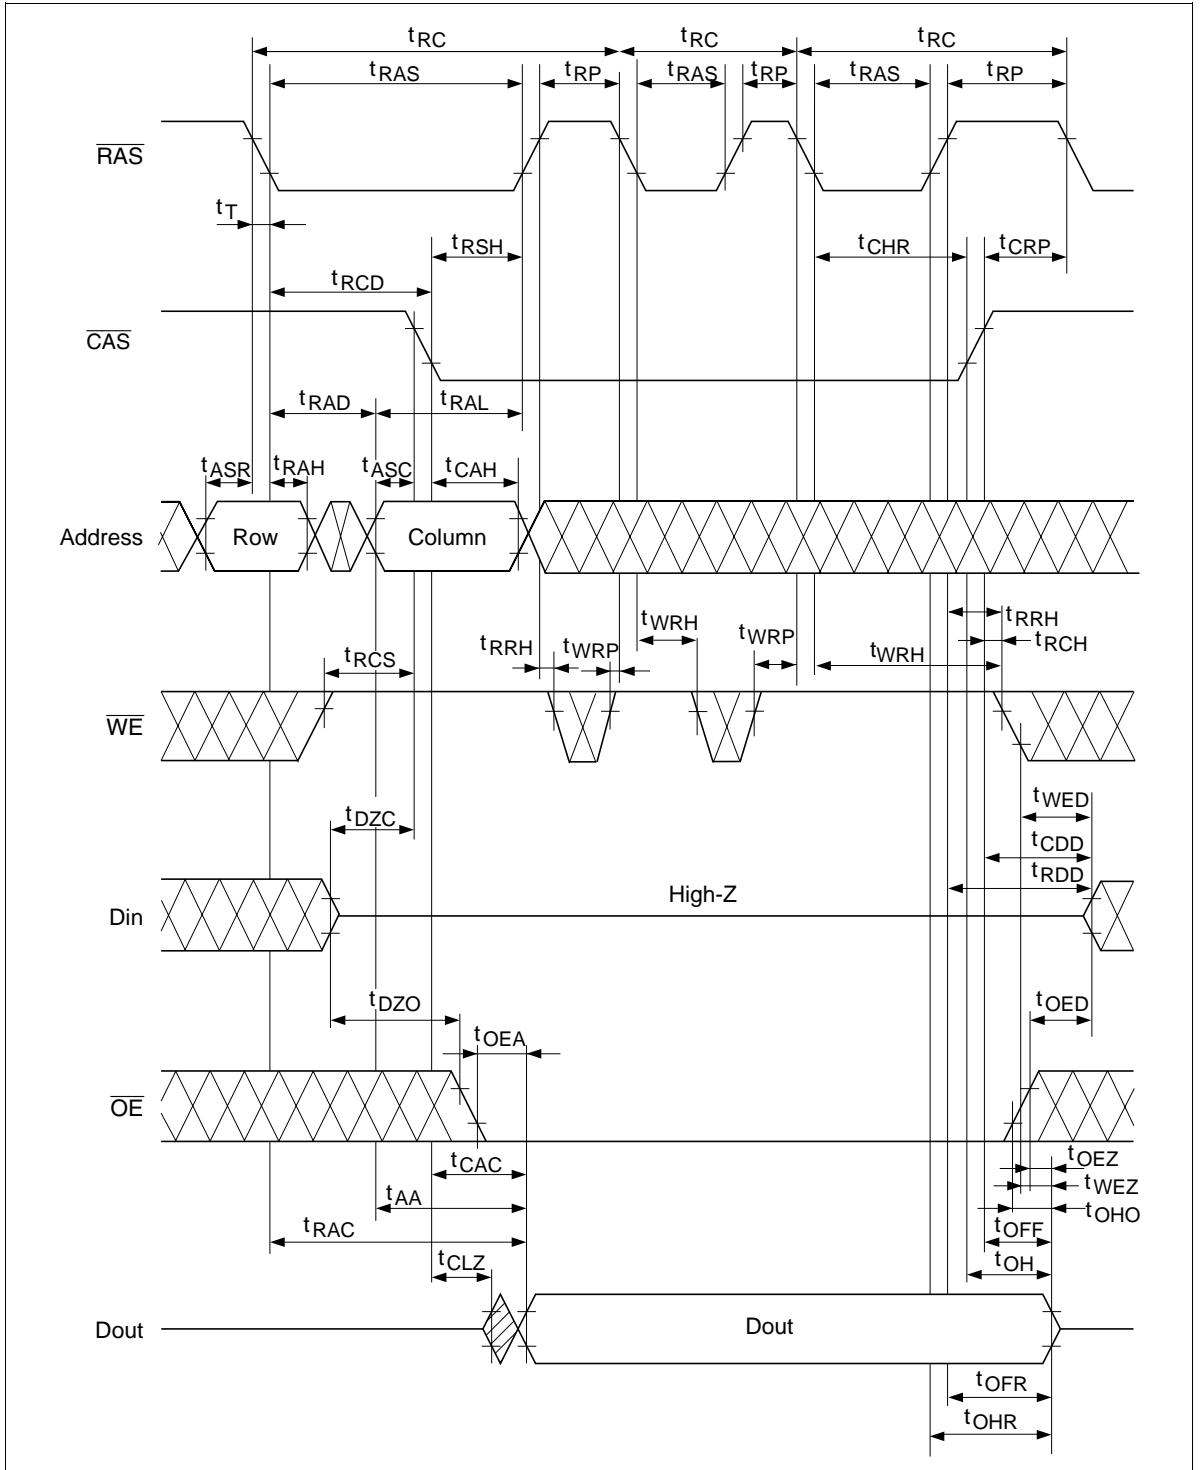 tRC tRC tRC
tRAS tRP tRAS tRP tRAS tRP
RAS
tT
tRSH tCHR tCRP
tRCD
CAS
tRAD tRAL
tASR tRAH tASC tCAH
Address Row Column
tRRH
tWRH
tRRH tWRP tWRP tRCH
tRCS tWRH
WE
tWED
tDZC
tCDD
tRDD
High-Z
Din
tDZO tOED
tOEA
OE
tCAC tOEZ
tWEZ
tAA tOHO
tRAC tOFF
tCLZ tOH
Dout Dout
tOFR
tOHR